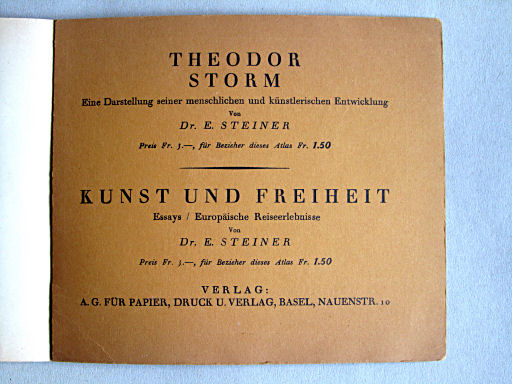 THEODOR
STORM
Eine Darstellung seiner menschlichen und künstlerischen Entwicklung
Von
Dr. E. STEINER
Preis Fr. 3.—, für Bezieher dieses Atlas Fr. 1.50
KUNST UND FREIHEIT
Essays / Europäische Reiseerlebnisse
Von
Dr. E. STEINER
Preis Fr. 3.—, für Bezieher dieses Atlas Fr. 1.50
VERLAG:
A. G. FÜR PAPIER, DRUCK U. VERLAG, BASEL, NAUENSTR. 10